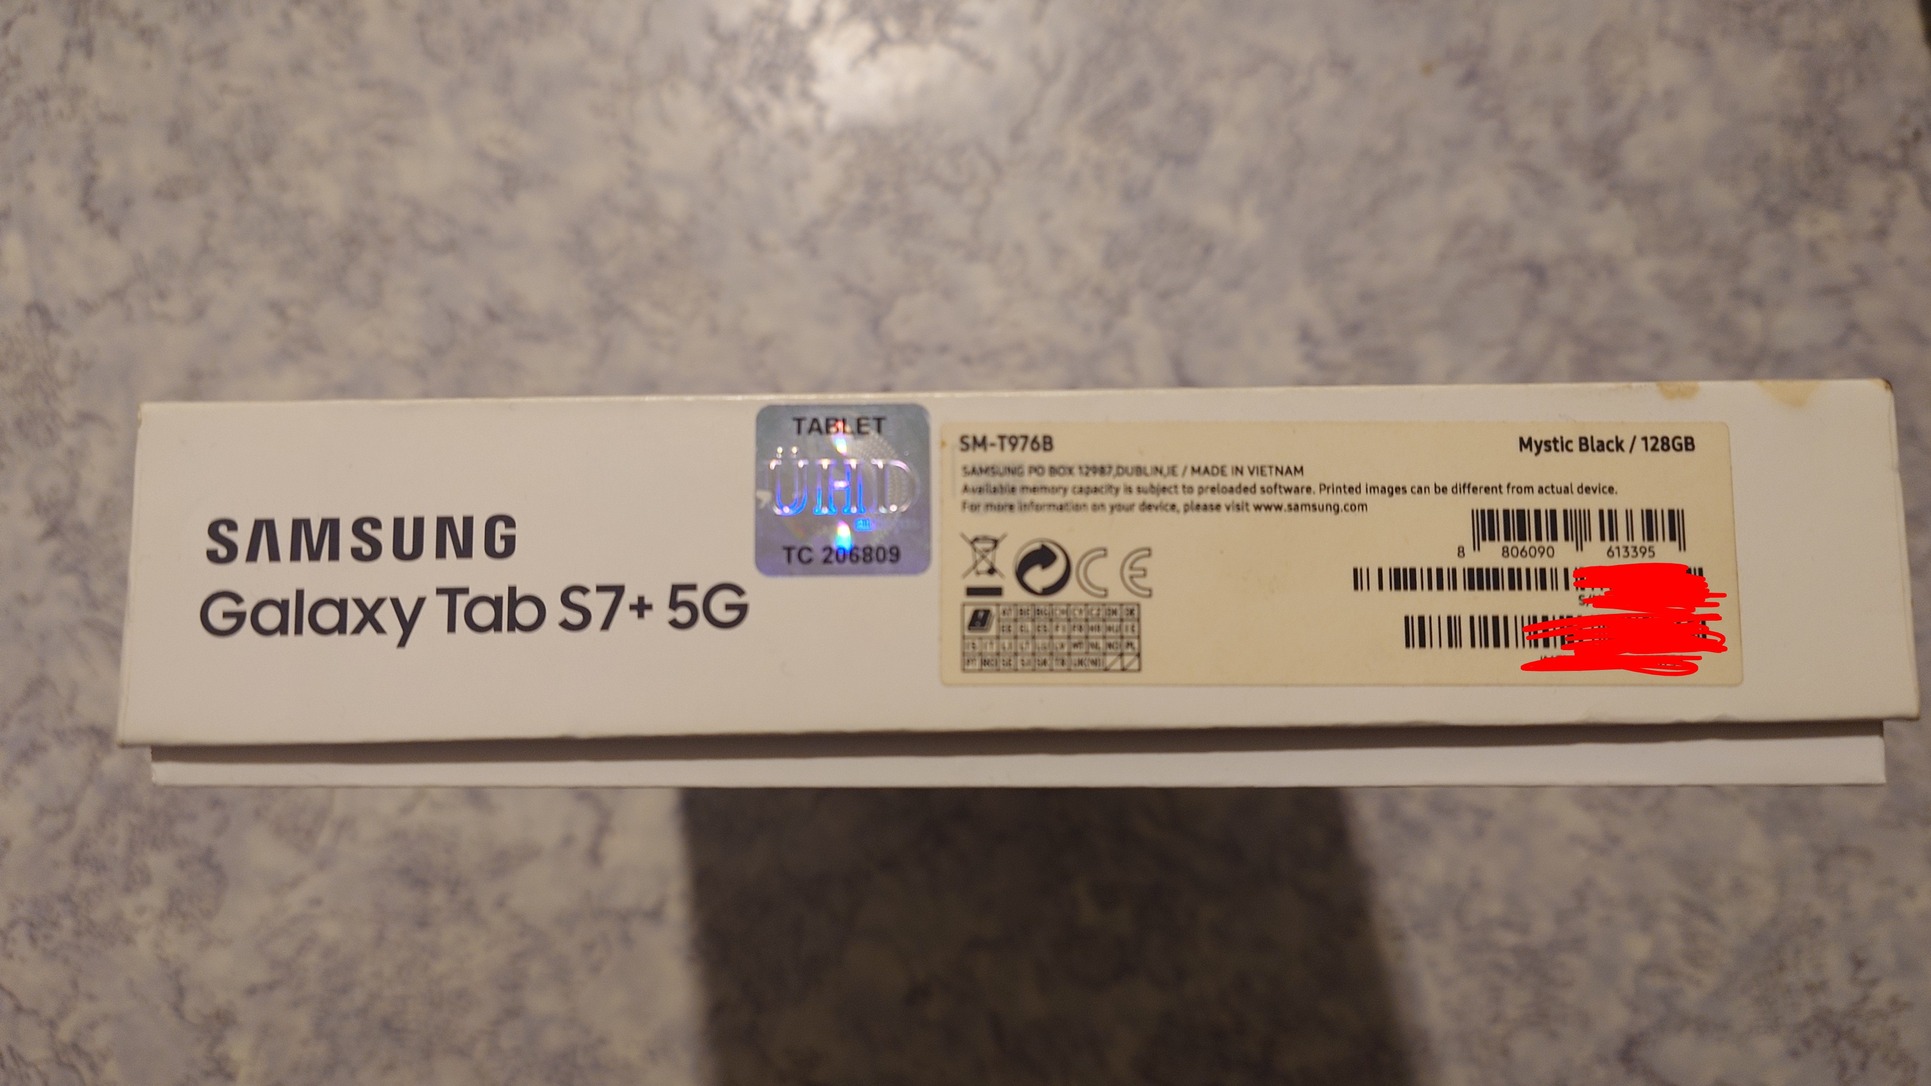 SAMSUNG
Galaxy Tab S7+ 5G
TABLET
ÜHD
TC 206809
SM-T976B
Mystic Black / 128GB
SAMSUNG PO BOX 12987,DUBLIN,IE / MADE IN VIETNAM
Available memory capacity is subject to preloaded software. Printed images can be different from actual device.
For more information on your device, please visit www.samsung.com
CE
8 806090 613395